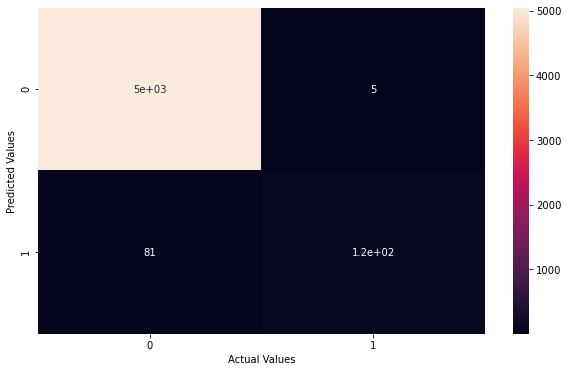 5e+03 5
81 1.2e+02
0
1
Predicted Values
0 1
Actual Values
5000
4000
3000
2000
1000